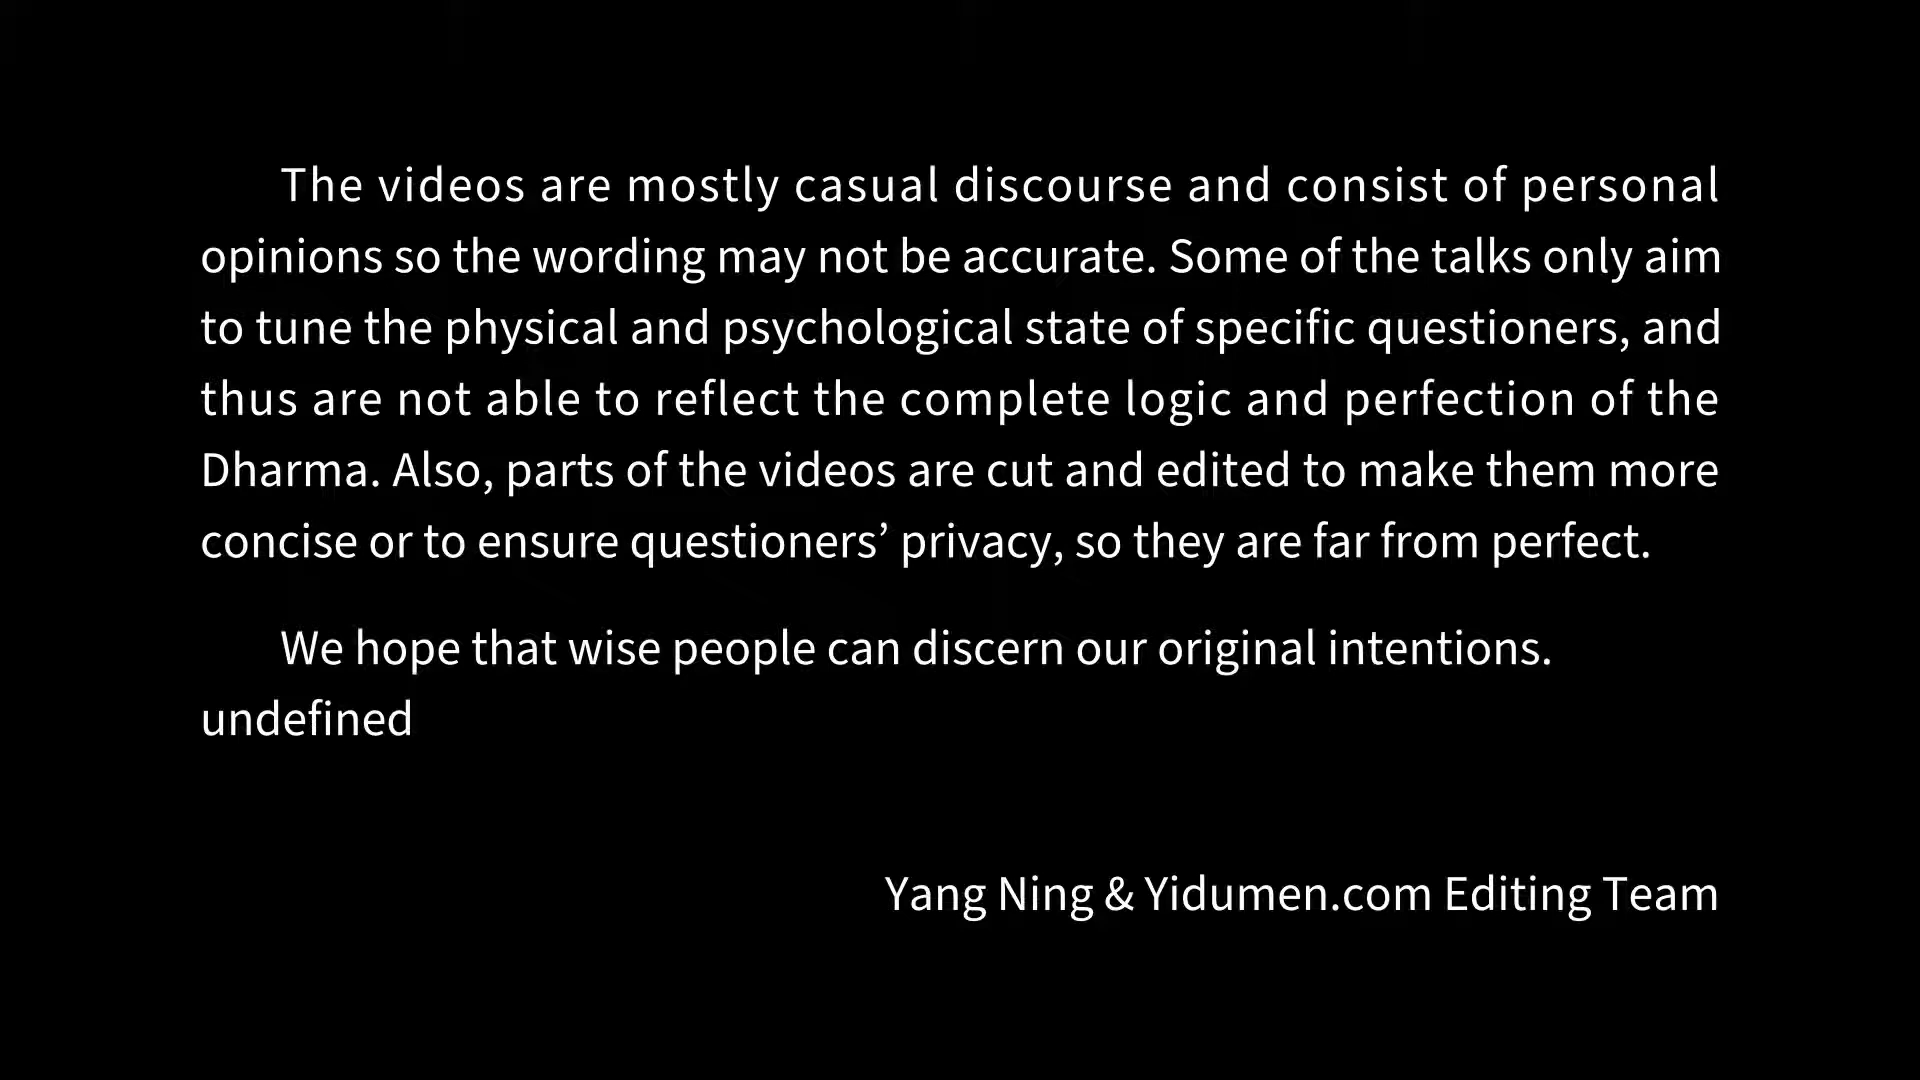 The videos are mostly casual discourse and consist of personal
opinions so the wording may not be accurate. Some of the talks only aim
to tune the physical and psychological state of specific questioners, and
thus are not able to reflect the complete logic and perfection of the
Dharma. Also, parts of the videos are cut and edited to make them more
concise or to ensure questioners’ privacy, so they are far from perfect.
We hope that wise people can discern our original intentions.
undefined
Yang Ning & Yidumen.com Editing Team